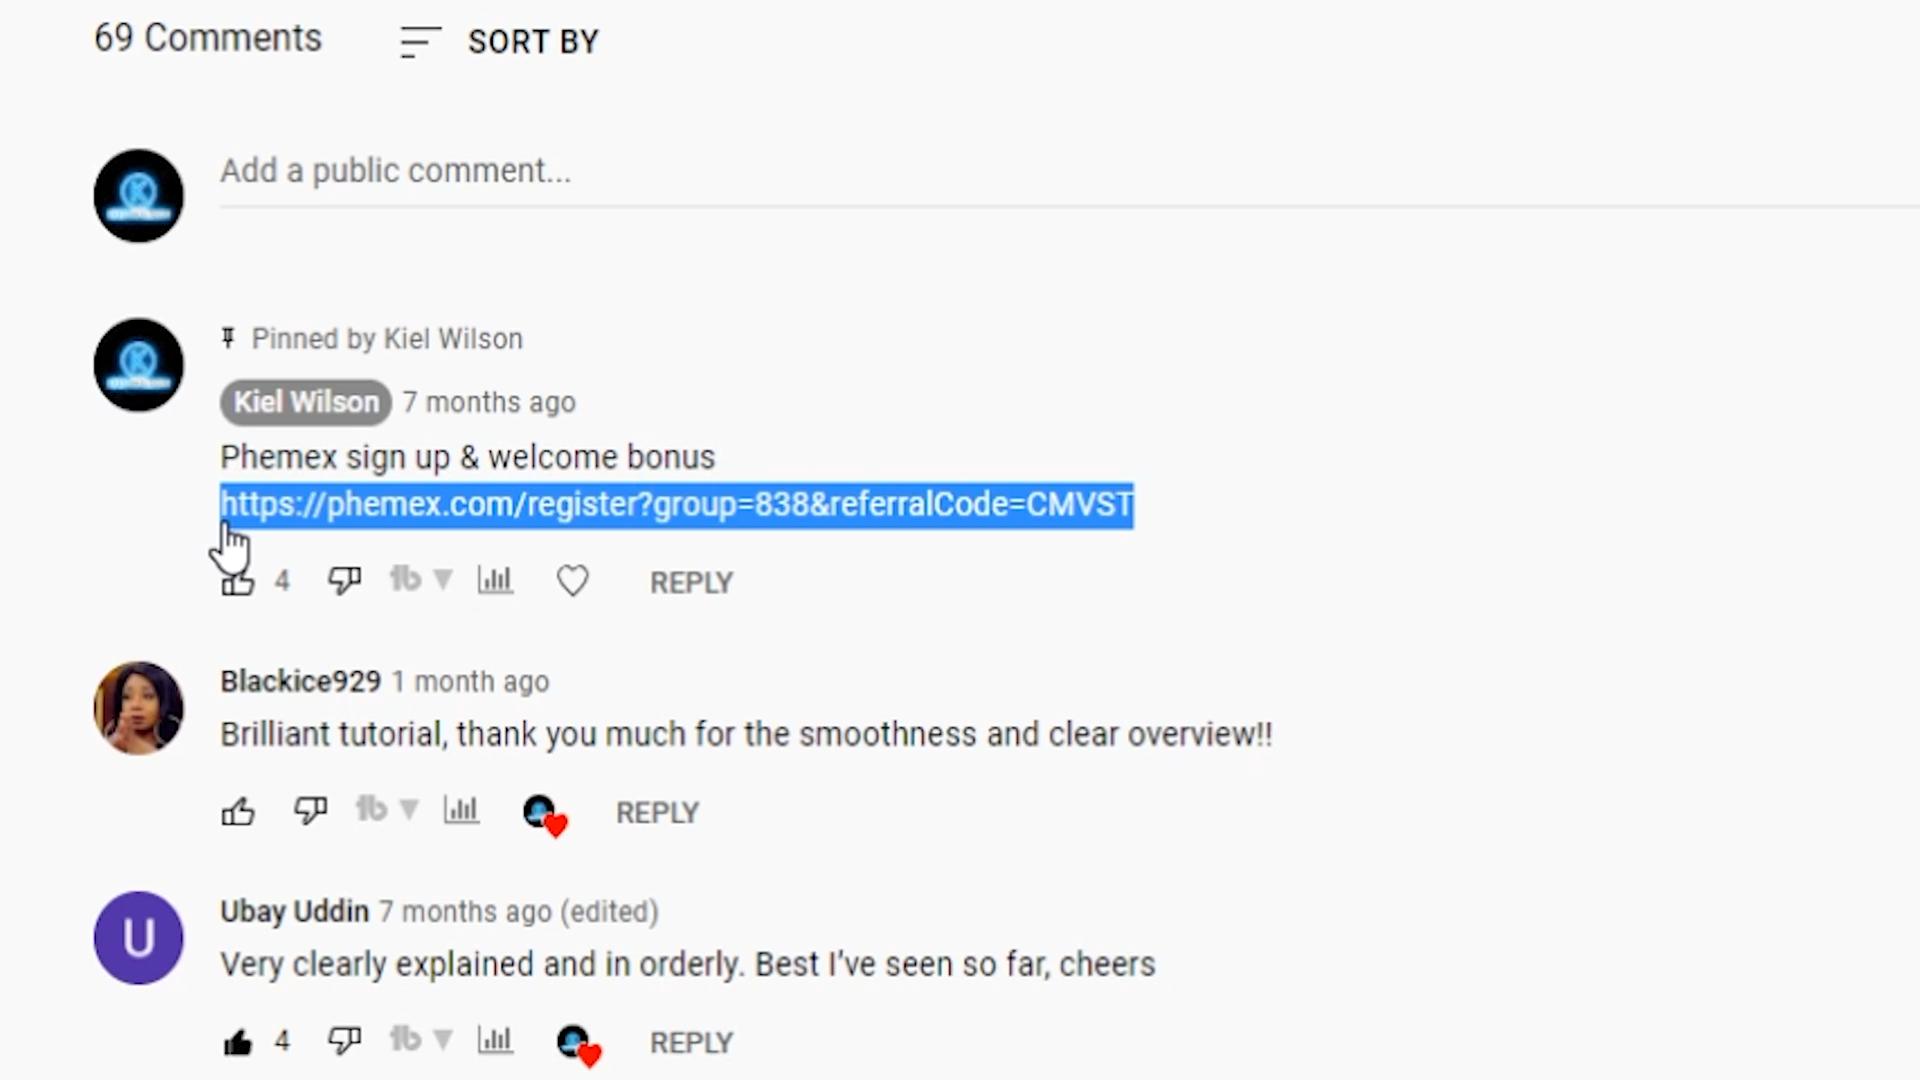 69 Comments
SORT BY
Add a public comment...
Pinned by Kiel Wilson
Kiel Wilson 7 months ago
Phemex sign up & welcome bonus
https://phemex.com/register?group=838&referralCode=CMVST
4
REPLY
Blackice929 1 month ago
Brilliant tutorial, thank you much for the smoothness and clear overview!!
REPLY
U
Ubay Uddin 7 months ago (edited)
Very clearly explained and in orderly. Best I've seen so far, cheers
4
REPLY